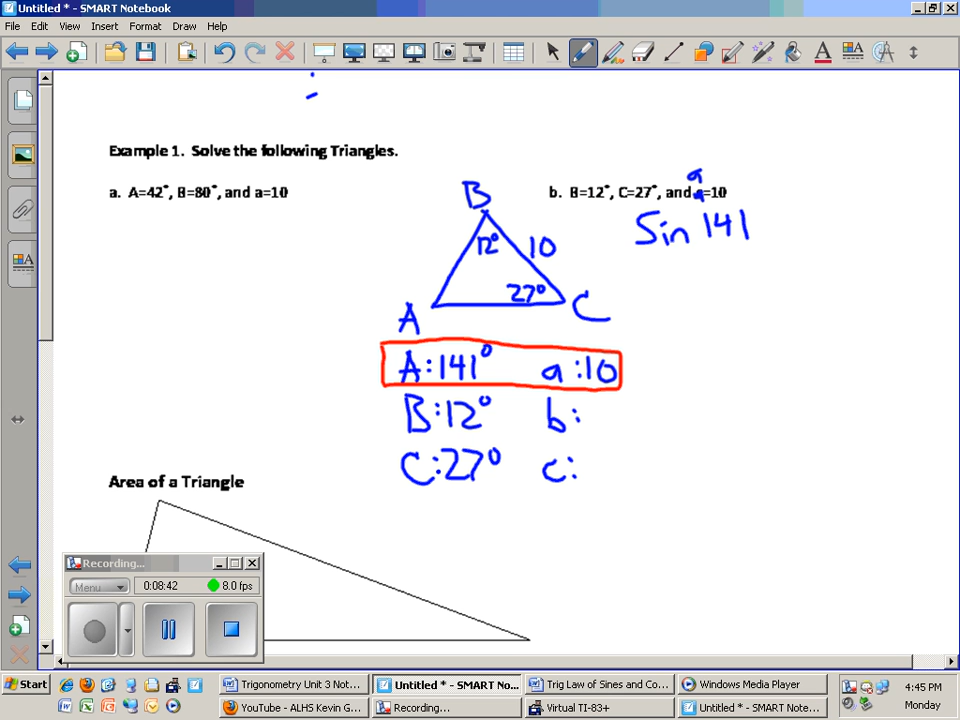 Untitled * - SMART Notebook
File Edit View Insert Format Draw Help
Example 1. Solve the following Triangles.
a. A=42°, B=80°, and a=10
b. B=12°, C=27°, and a=10
a
Sin 141
B
12°
10
27°
A
C
A:141° a:10
B:12° b:
C:27° c:
Area of a Triangle
Recording...
Menu 0:08:42 8.0 fps
Start Trigonometry Unit 3 Not... Untitled * - SMART No... Trig Law of Sines and Co... Windows Media Player 4:45 PM
YouTube - ALHS Kevin G... Recording... Virtual TI-83+ Untitled * - SMART Noteb... Monday